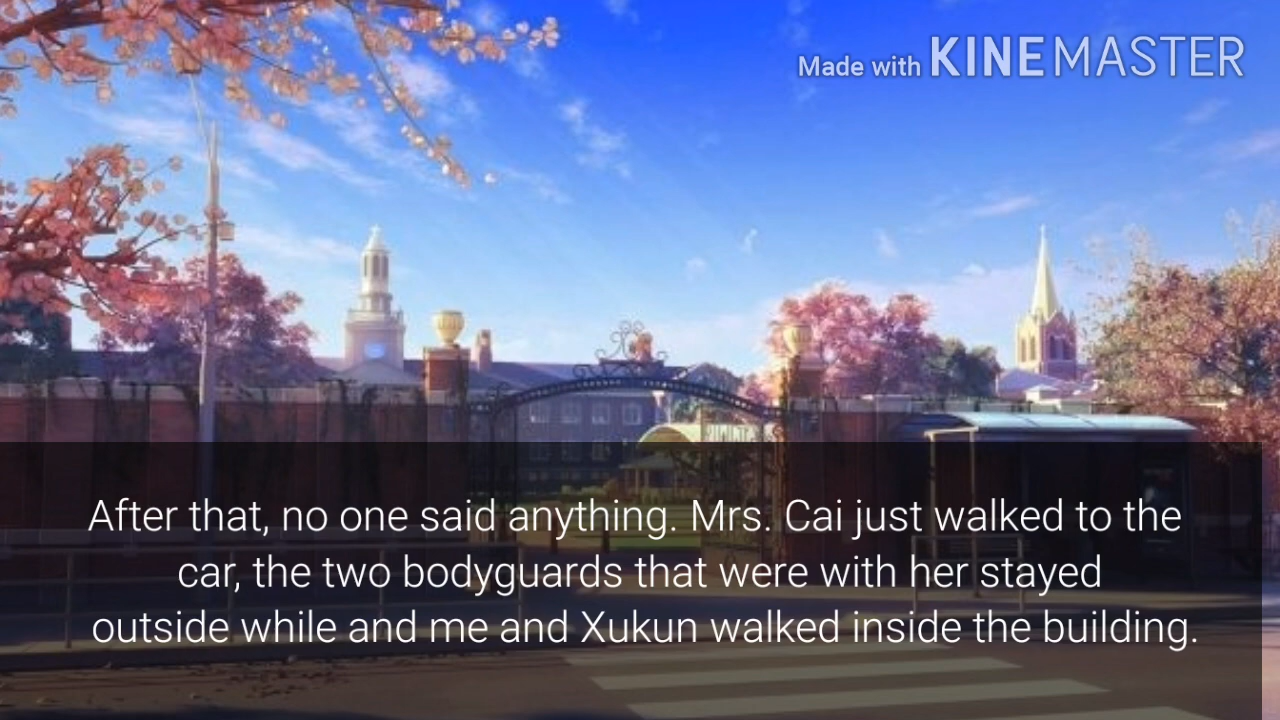 Made with KINEMASTER
After that, no one said anything. Mrs. Cai just walked to the
car, the two bodyguards that were with her stayed
outside while and me and Xukun walked inside the building.